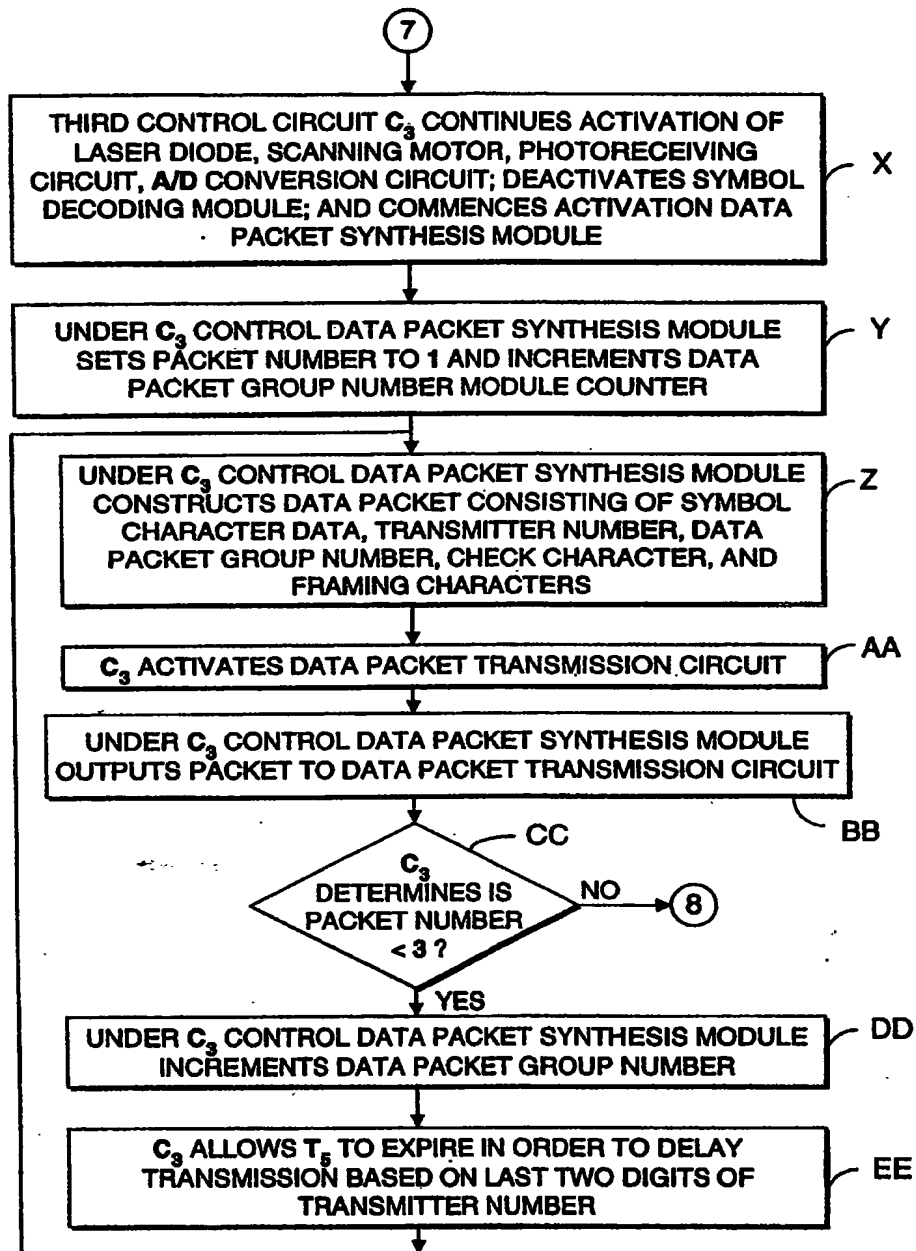 7
THIRD CONTROL CIRCUIT C3 CONTINUES ACTIVATION OF
LASER DIODE, SCANNING MOTOR, PHOTORECEIVING
CIRCUIT, A/D CONVERSION CIRCUIT; DEACTIVATES SYMBOL
DECODING MODULE; AND COMMENCES ACTIVATION DATA
PACKET SYNTHESIS MODULE
X
UNDER C3 CONTROL DATA PACKET SYNTHESIS MODULE
SETS PACKET NUMBER TO 1 AND INCREMENTS DATA
PACKET GROUP NUMBER MODULE COUNTER
Y
UNDER C3 CONTROL DATA PACKET SYNTHESIS MODULE
CONSTRUCTS DATA PACKET CONSISTING OF SYMBOL
CHARACTER DATA, TRANSMITTER NUMBER, DATA
PACKET GROUP NUMBER, CHECK CHARACTER, AND
FRAMING CHARACTERS
Z
C3 ACTIVATES DATA PACKET TRANSMISSION CIRCUIT
AA
UNDER C3 CONTROL DATA PACKET SYNTHESIS MODULE
OUTPUTS PACKET TO DATA PACKET TRANSMISSION CIRCUIT
BB
CC
C3
DETERMINES IS
PACKET NUMBER
< 3 ?
NO
8
YES
UNDER C3 CONTROL DATA PACKET SYNTHESIS MODULE
INCREMENTS DATA PACKET GROUP NUMBER
DD
C3 ALLOWS T5 TO EXPIRE IN ORDER TO DELAY
TRANSMISSION BASED ON LAST TWO DIGITS OF
TRANSMITTER NUMBER
EE